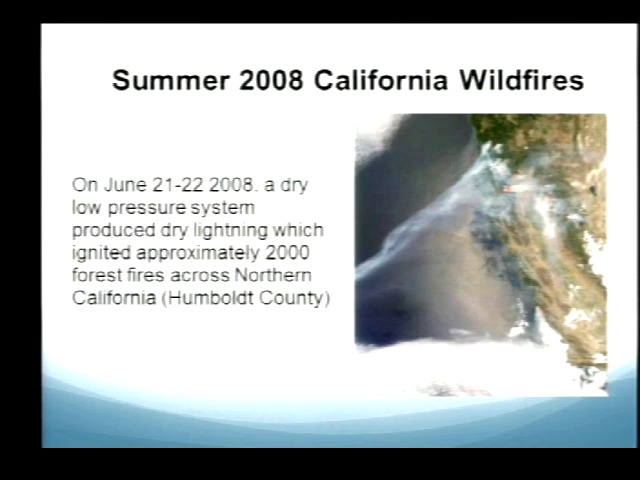 Summer 2008 California Wildfires
On June 21-22 2008. a dry
low pressure system
produced dry lightning which
ignited approximately 2000
forest fires across Northern
California (Humboldt County)